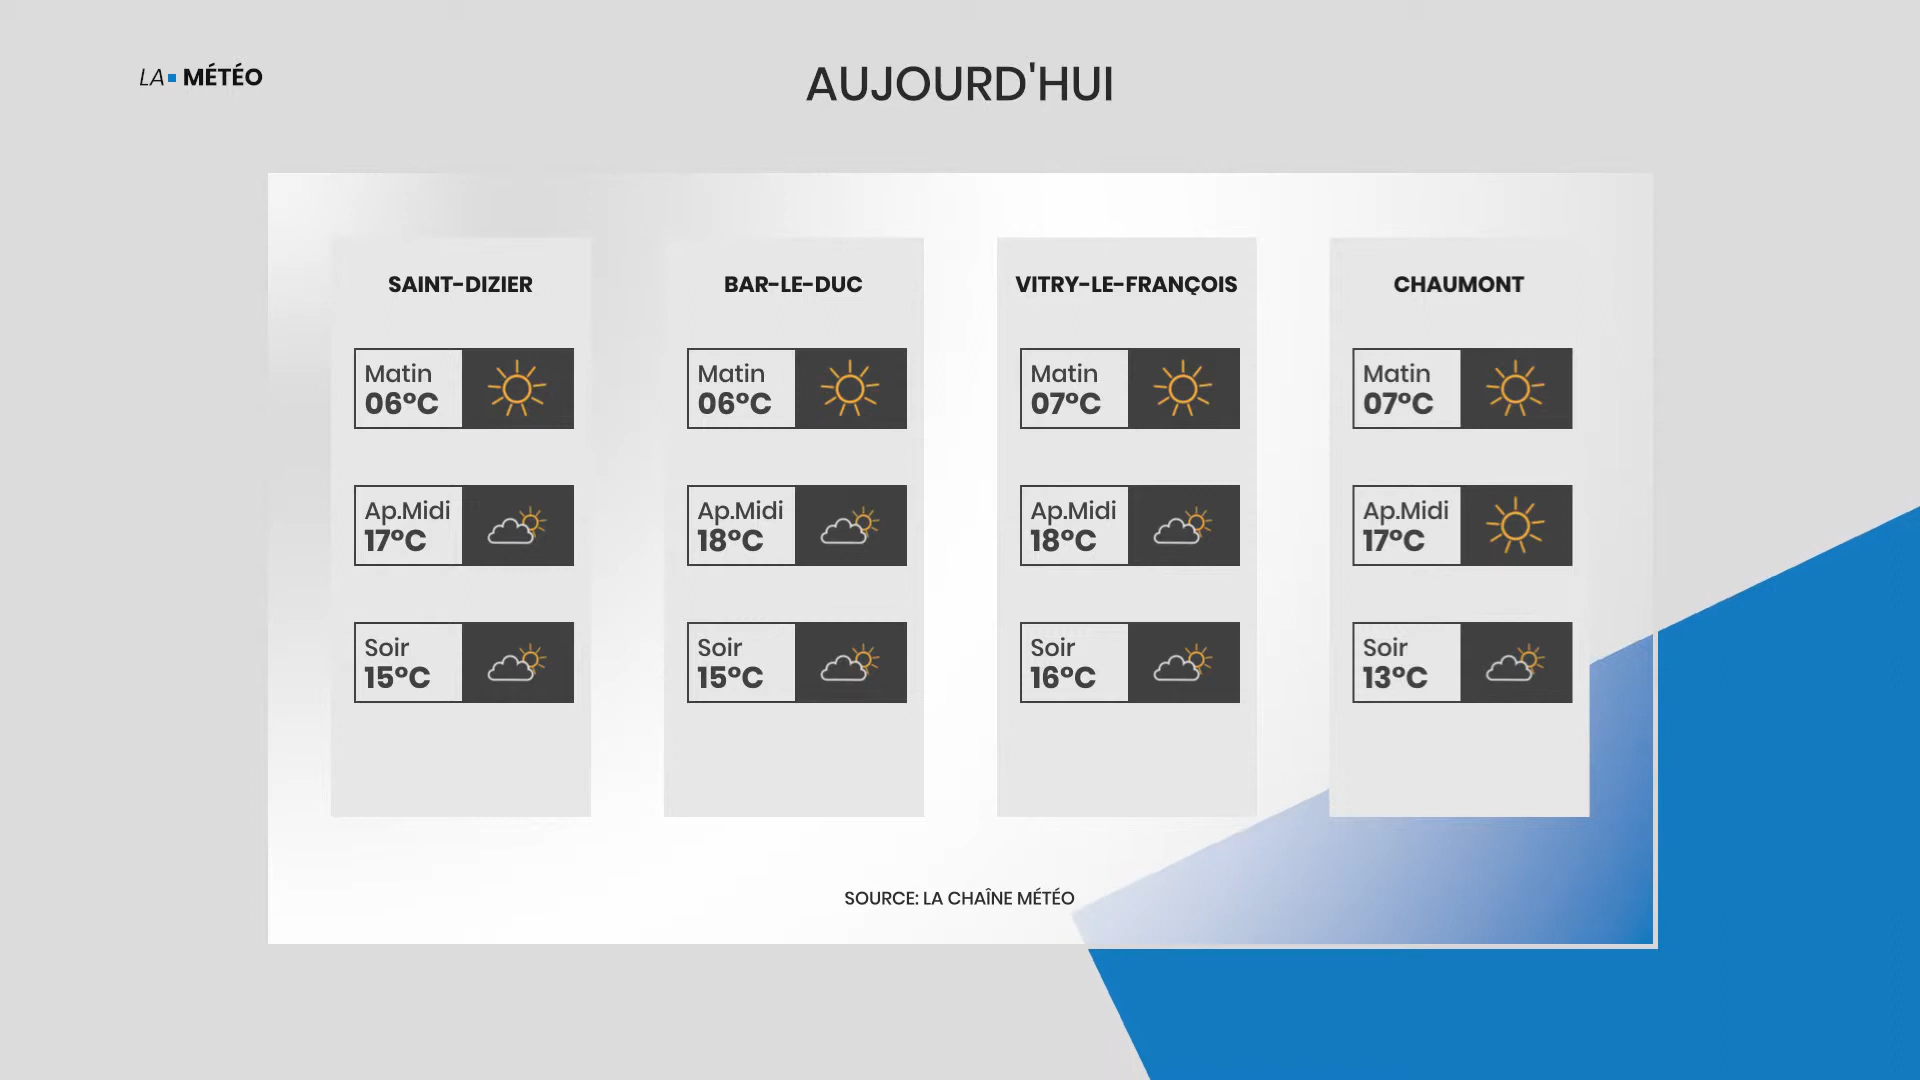 LA MÉTÉO
AUJOURD'HUI
SAINT-DIZIER
Matin
06°C
Ap.Midi
17°C
Soir
15°C
BAR-LE-DUC
Matin
06°C
Ap.Midi
18°C
Soir
15°C
VITRY-LE-FRANÇOIS
Matin
07°C
Ap.Midi
18°C
Soir
16°C
CHAUMONT
Matin
07°C
Ap.Midi
17°C
Soir
13°C
SOURCE: LA CHAÎNE MÉTÉO